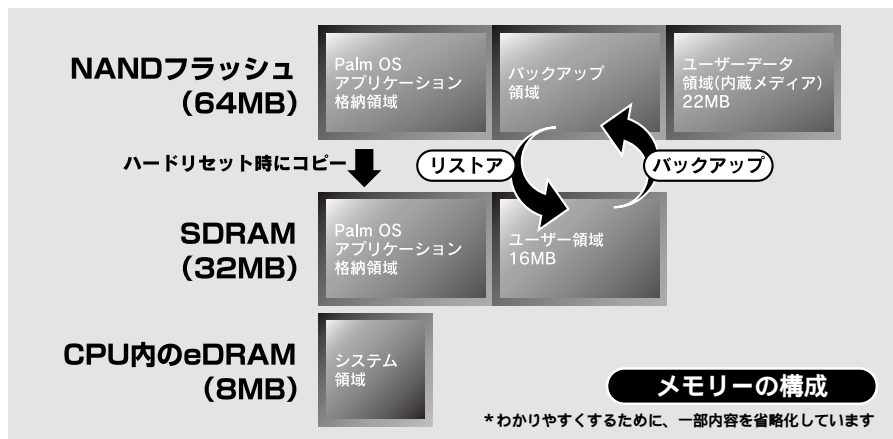 NANDフラッシュ
(64MB)
Palm OS
アプリケーション
格納領域
バックアップ
領域
ユーザーデータ
領域(内蔵メディア)
22MB
ハードリセット時にコピー
リストア
バックアップ
SDRAM
(32MB)
Palm OS
アプリケーション
格納領域
ユーザー領域
16MB
CPU内のeDRAM
(8MB)
システム
領域
メモリーの構成
*わかりやすくするために、一部内容を省略化しています